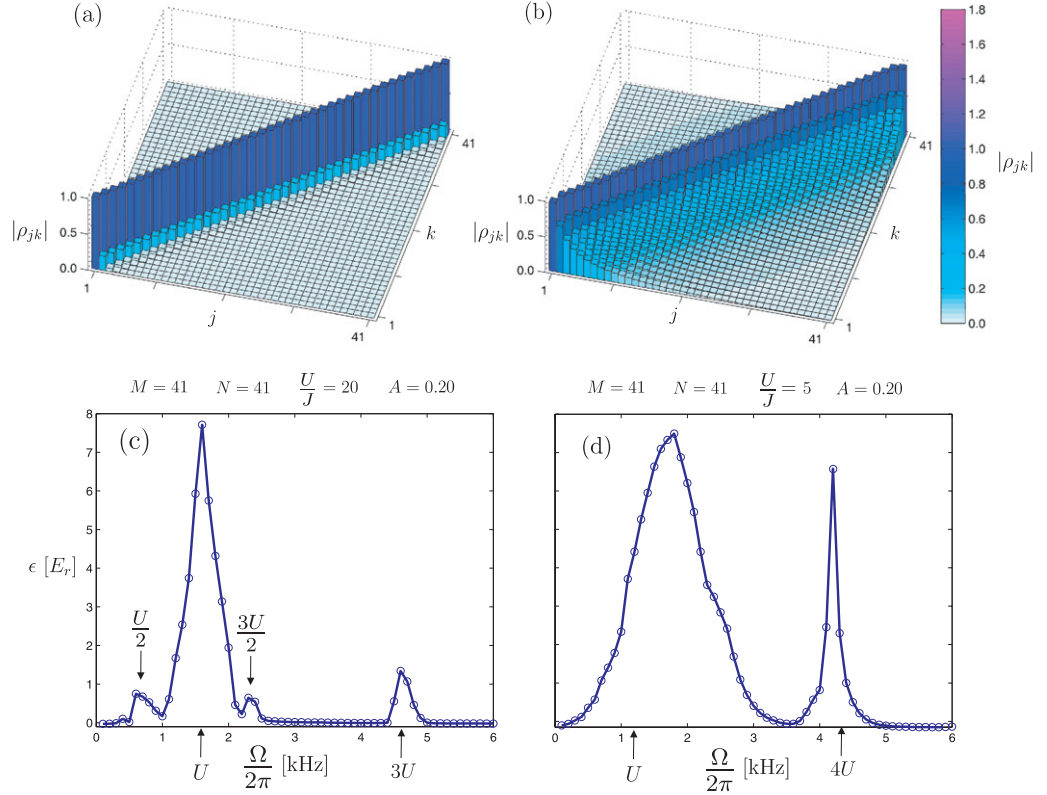 (a)
(b)
1.8
1.6
1.4
1.2
1.0
0.8
0.6
0.4
0.2
0.0
|ρjk|
1.0
0.5
0.0
|ρjk|
1
j
41
1
k
41
1.0
0.5
0.0
|ρjk|
1
j
41
1
k
41
M = 41 N = 41 U/J = 20 A = 0.20
M = 41 N = 41 U/J = 5 A = 0.20
(c)
8
7
6
5
4
3
2
1
0
ϵ [Er]
U/2
3U/2
0 1 2 3 4 5 6
U
Ω/2π [kHz]
3U
(d)
0 1 2 3 4 5 6
U
Ω/2π [kHz]
4U